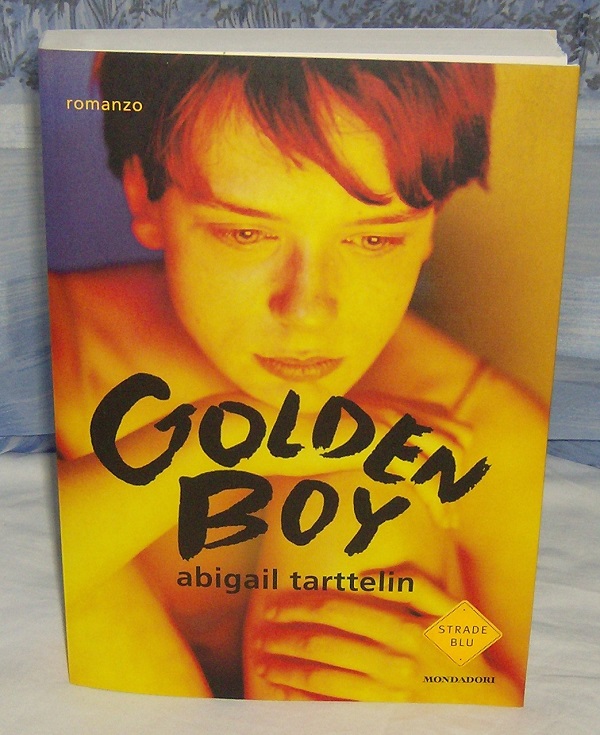 romanzo
GOLDEN
BOY
abigail tarttelin
STRADE
BLU
MONDADORI